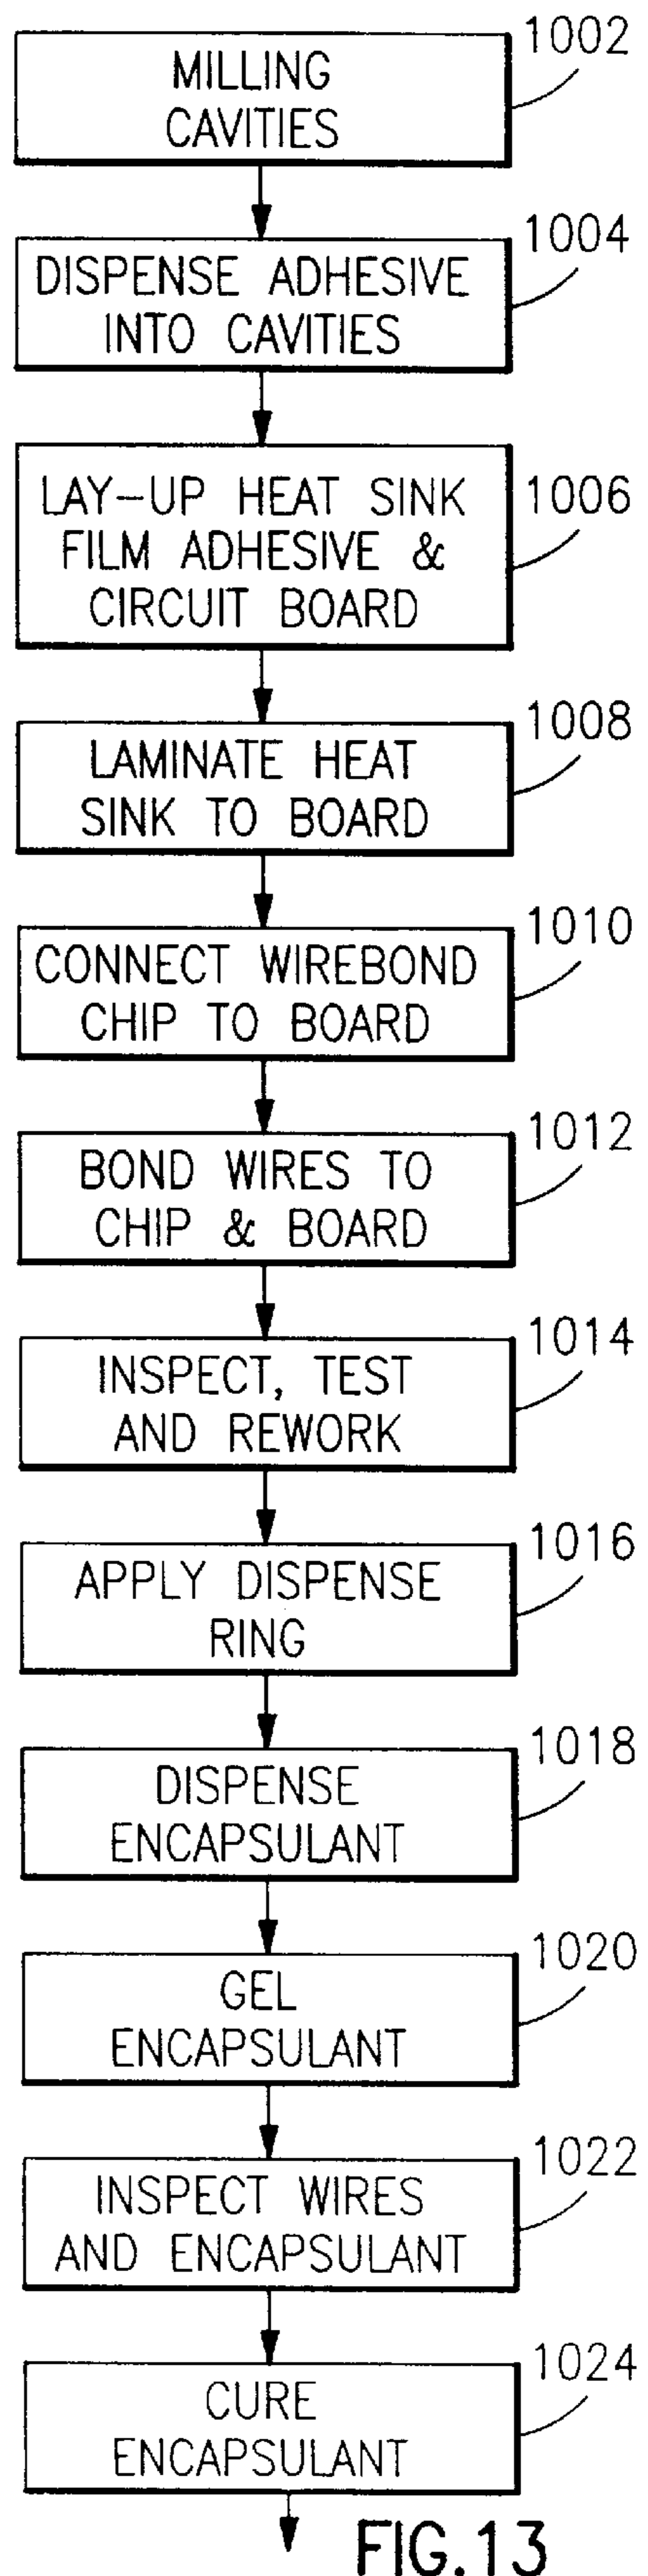 1002
MILLING
CAVITIES
1004
DISPENSE ADHESIVE
INTO CAVITIES
1006
LAY-UP HEAT SINK
FILM ADHESIVE &
CIRCUIT BOARD
1008
LAMINATE HEAT
SINK TO BOARD
1010
CONNECT WIREBOND
CHIP TO BOARD
1012
BOND WIRES TO
CHIP & BOARD
1014
INSPECT, TEST
AND REWORK
1016
APPLY DISPENSE
RING
1018
DISPENSE
ENCAPSULANT
1020
GEL
ENCAPSULANT
1022
INSPECT WIRES
AND ENCAPSULANT
1024
CURE
ENCAPSULANT
FIG.13